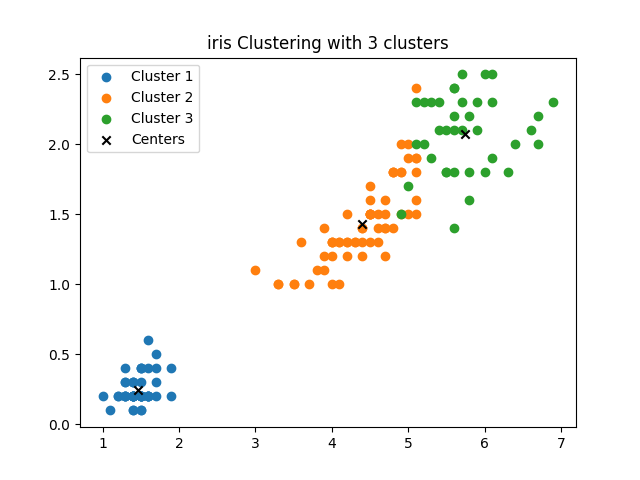 iris Clustering with 3 clusters
Cluster 1
Cluster 2
Cluster 3
Centers
2.5
2.0
1.5
1.0
0.5
0.0
1 2 3 4 5 6 7